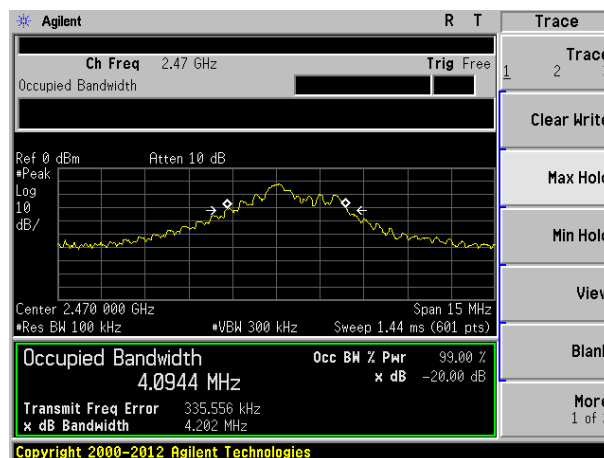 Agilent R T Trace
Ch Freq 2.47 GHz Trig Free
Occupied Bandwidth
Trace
1 2
Clear Write
Max Hold
Min Hold
View
Blank
More
1 of
Ref 0 dBm Atten 10 dB
#Peak
Log
10
dB/
Center 2.470 000 GHz Span 15 MHz
#Res BW 100 kHz #VBW 300 kHz Sweep 1.44 ms (601 pts)
Occupied Bandwidth Occ BW % Pwr 99.00 %
4.0944 MHz x dB -20.00 dB
Transmit Freq Error 335.556 kHz
x dB Bandwidth 4.202 MHz
Copyright 2000-2012 Agilent Technologies